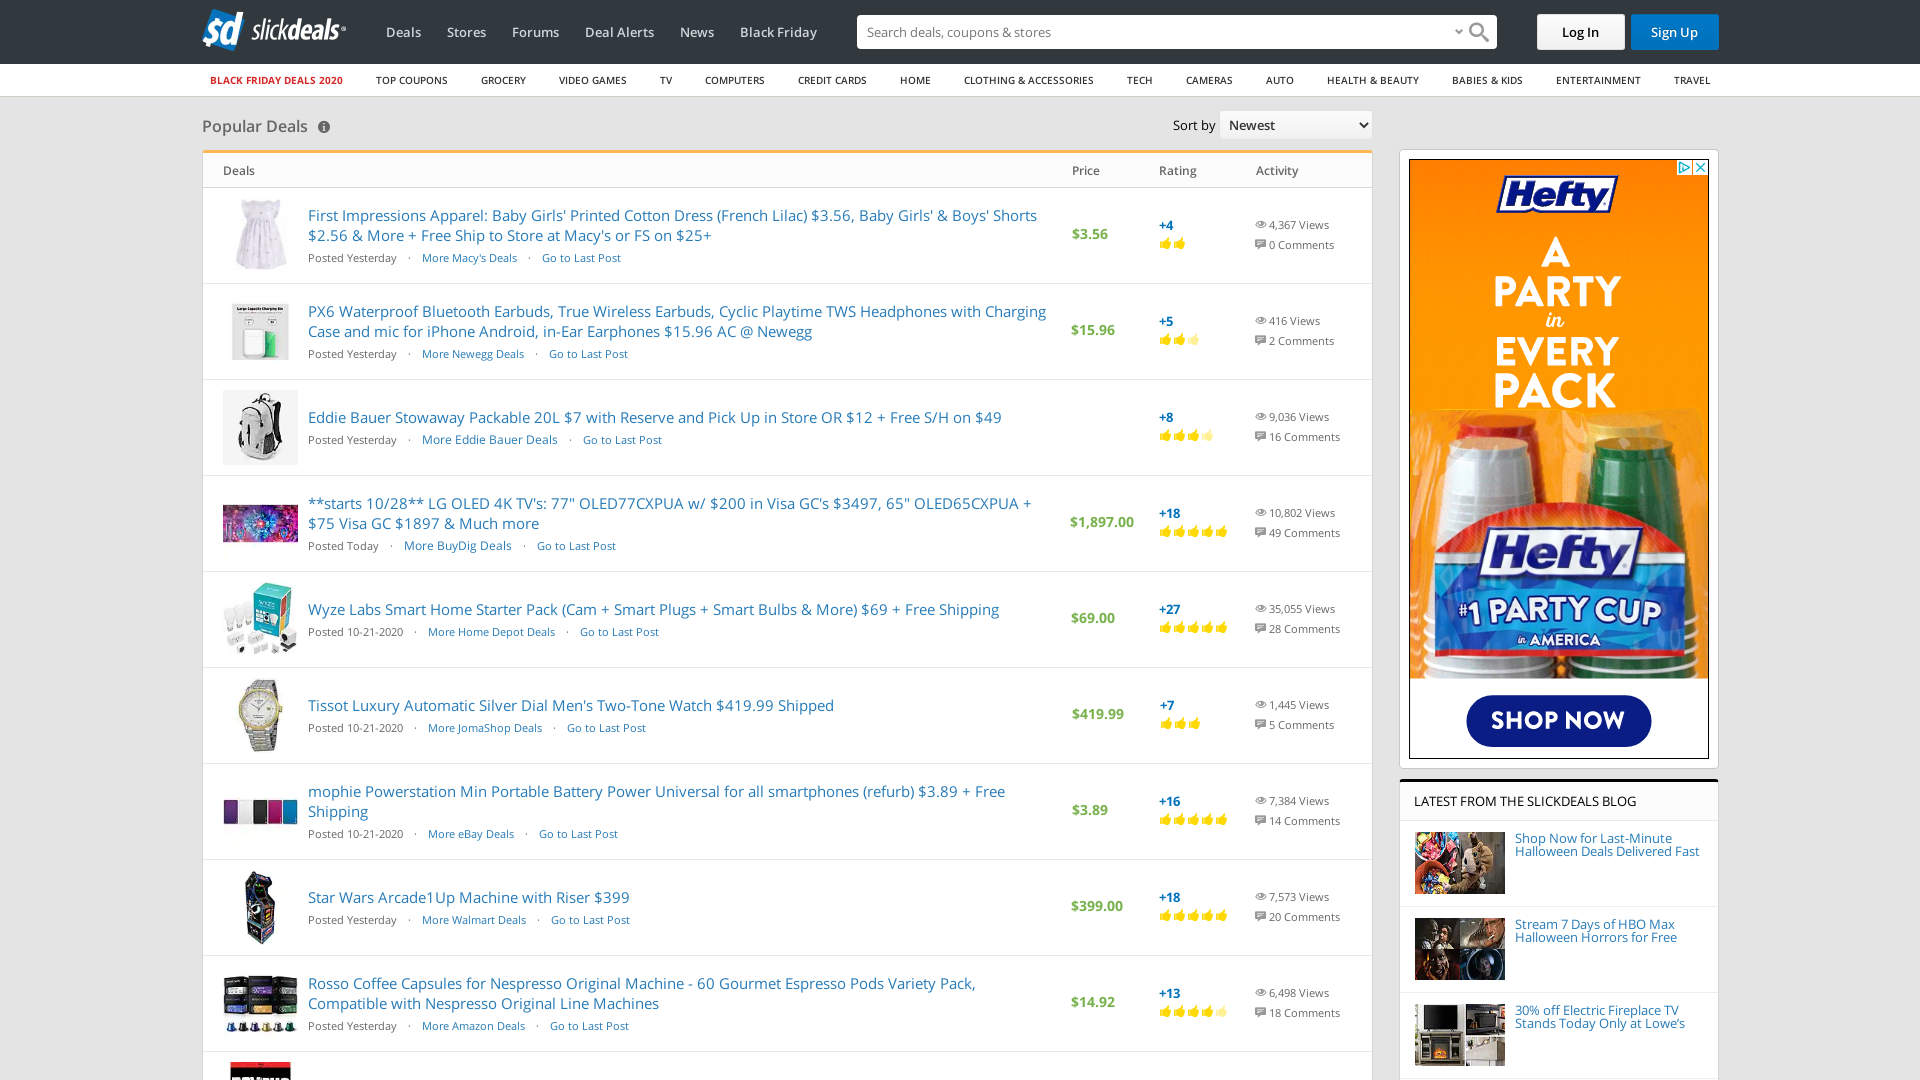 slickdeals
Deals
Stores
Forums
Deal Alerts
News
Black Friday
Search deals, coupons & stores
Log In
Sign Up
BLACK FRIDAY DEALS 2020
TOP COUPONS
GROCERY
VIDEO GAMES
TV
COMPUTERS
CREDIT CARDS
HOME
CLOTHING & ACCESSORIES
TECH
CAMERAS
AUTO
HEALTH & BEAUTY
BABIES & KIDS
ENTERTAINMENT
TRAVEL
Popular Deals
Sort by Newest
Deals
Price
Rating
Activity
First Impressions Apparel: Baby Girls' Printed Cotton Dress (French Lilac) $3.56, Baby Girls' & Boys' Shorts
$2.56 & More + Free Ship to Store at Macy's or FS on $25+
Posted Yesterday · More Macy's Deals · Go to Last Post
$3.56
+4
4,367 Views
0 Comments
PX6 Waterproof Bluetooth Earbuds, True Wireless Earbuds, Cyclic Playtime TWS Headphones with Charging
Case and mic for iPhone Android, in-Ear Earphones $15.96 AC @ Newegg
Posted Yesterday · More Newegg Deals · Go to Last Post
$15.96
+5
416 Views
2 Comments
Eddie Bauer Stowaway Packable 20L $7 with Reserve and Pick Up in Store OR $12 + Free S/H on $49
Posted Yesterday · More Eddie Bauer Deals · Go to Last Post
+8
9,036 Views
16 Comments
**starts 10/28** LG OLED 4K TV's: 77" OLED77CXPUA w/ $200 in Visa GC's $3497, 65" OLED65CXPUA +
$75 Visa GC $1897 & Much more
Posted Today · More BuyDig Deals · Go to Last Post
$1,897.00
+18
10,802 Views
49 Comments
Wyze Labs Smart Home Starter Pack (Cam + Smart Plugs + Smart Bulbs & More) $69 + Free Shipping
Posted 10-21-2020 · More Home Depot Deals · Go to Last Post
$69.00
+27
35,055 Views
28 Comments
Tissot Luxury Automatic Silver Dial Men's Two-Tone Watch $419.99 Shipped
Posted 10-21-2020 · More JomaShop Deals · Go to Last Post
$419.99
+7
1,445 Views
5 Comments
mophie Powerstation Min Portable Battery Power Universal for all smartphones (refurb) $3.89 + Free
Shipping
Posted 10-21-2020 · More eBay Deals · Go to Last Post
$3.89
+16
7,384 Views
14 Comments
Star Wars Arcade1Up Machine with Riser $399
Posted Yesterday · More Walmart Deals · Go to Last Post
$399.00
+18
7,573 Views
20 Comments
Rosso Coffee Capsules for Nespresso Original Machine - 60 Gourmet Espresso Pods Variety Pack,
Compatible with Nespresso Original Line Machines
Posted Yesterday · More Amazon Deals · Go to Last Post
$14.92
+13
6,498 Views
18 Comments
Hefty
A
PARTY
in
EVERY
PACK
Hefty
#1 PARTY CUP
in AMERICA
SHOP NOW
LATEST FROM THE SLICKDEALS BLOG
Shop Now for Last-Minute
Halloween Deals Delivered Fast
Stream 7 Days of HBO Max
Halloween Horrors for Free
30% off Electric Fireplace TV
Stands Today Only at Lowe's